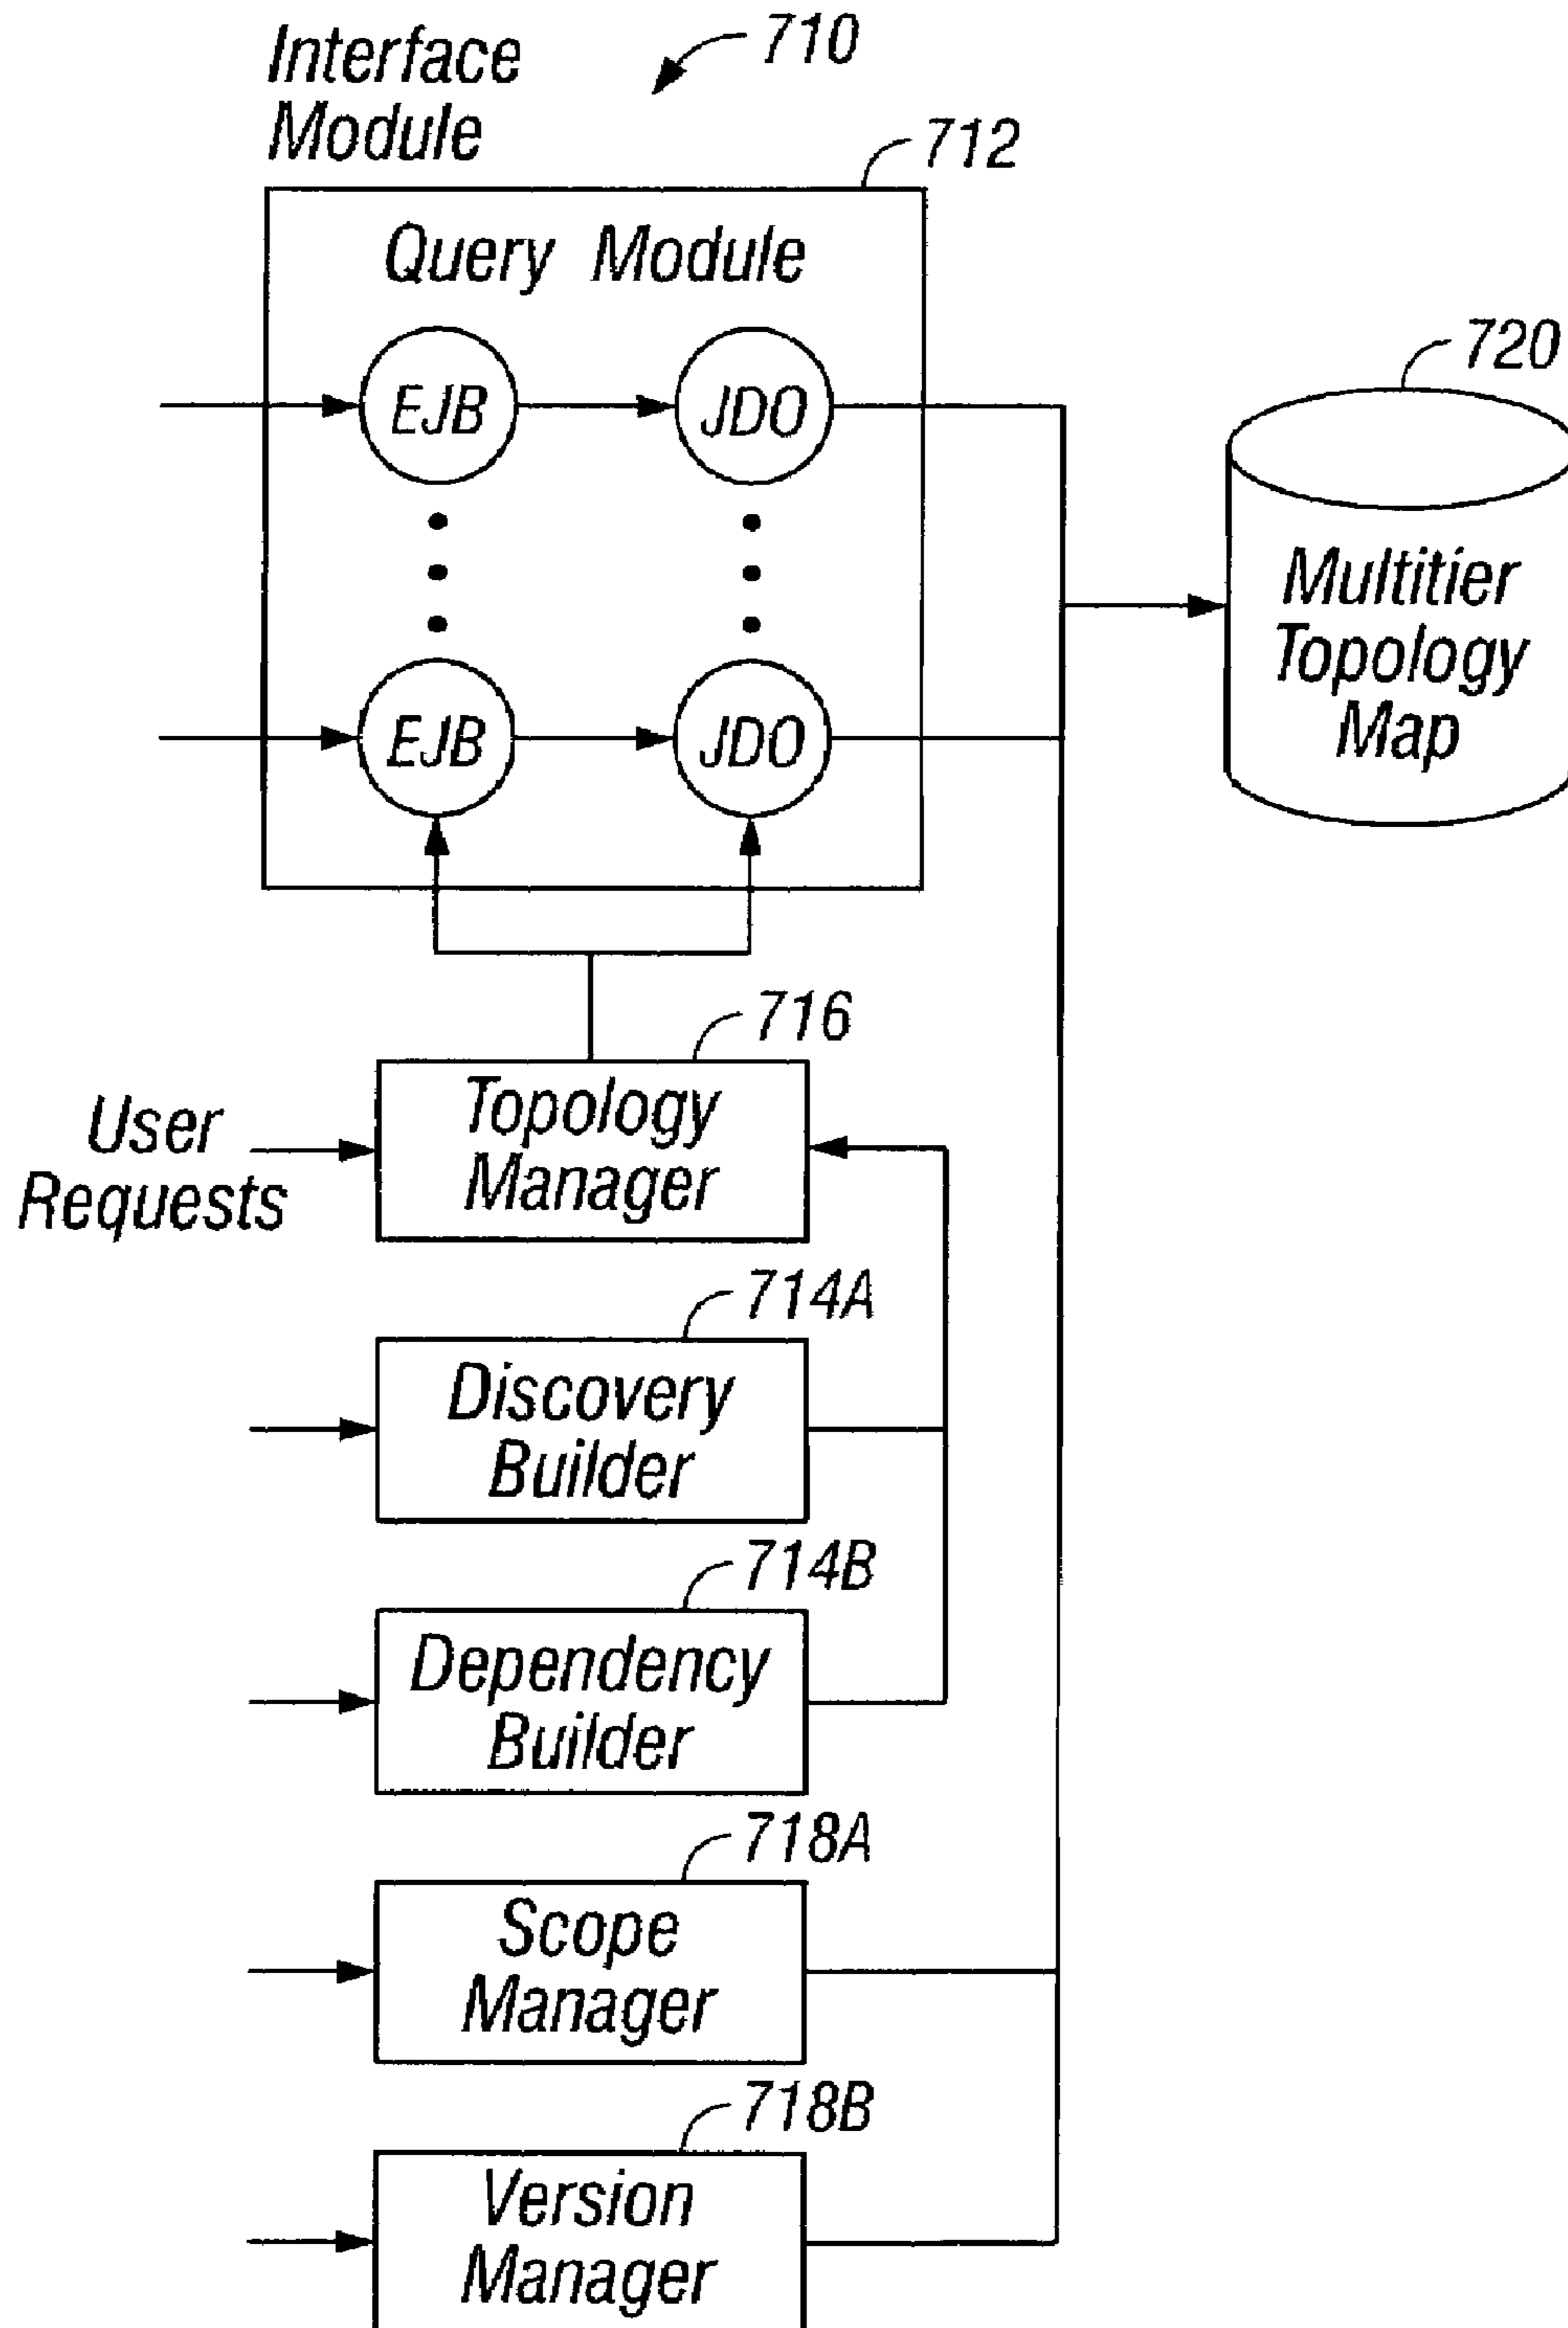 Interface
Module
710
712
Query Module
720
EJB
JDO
Multitier
Topology
Map
EJB
JDO
716
Topology
Manager
User
Requests
714A
Discovery
Builder
714B
Dependency
Builder
718A
Scope
Manager
718B
Version
Manager